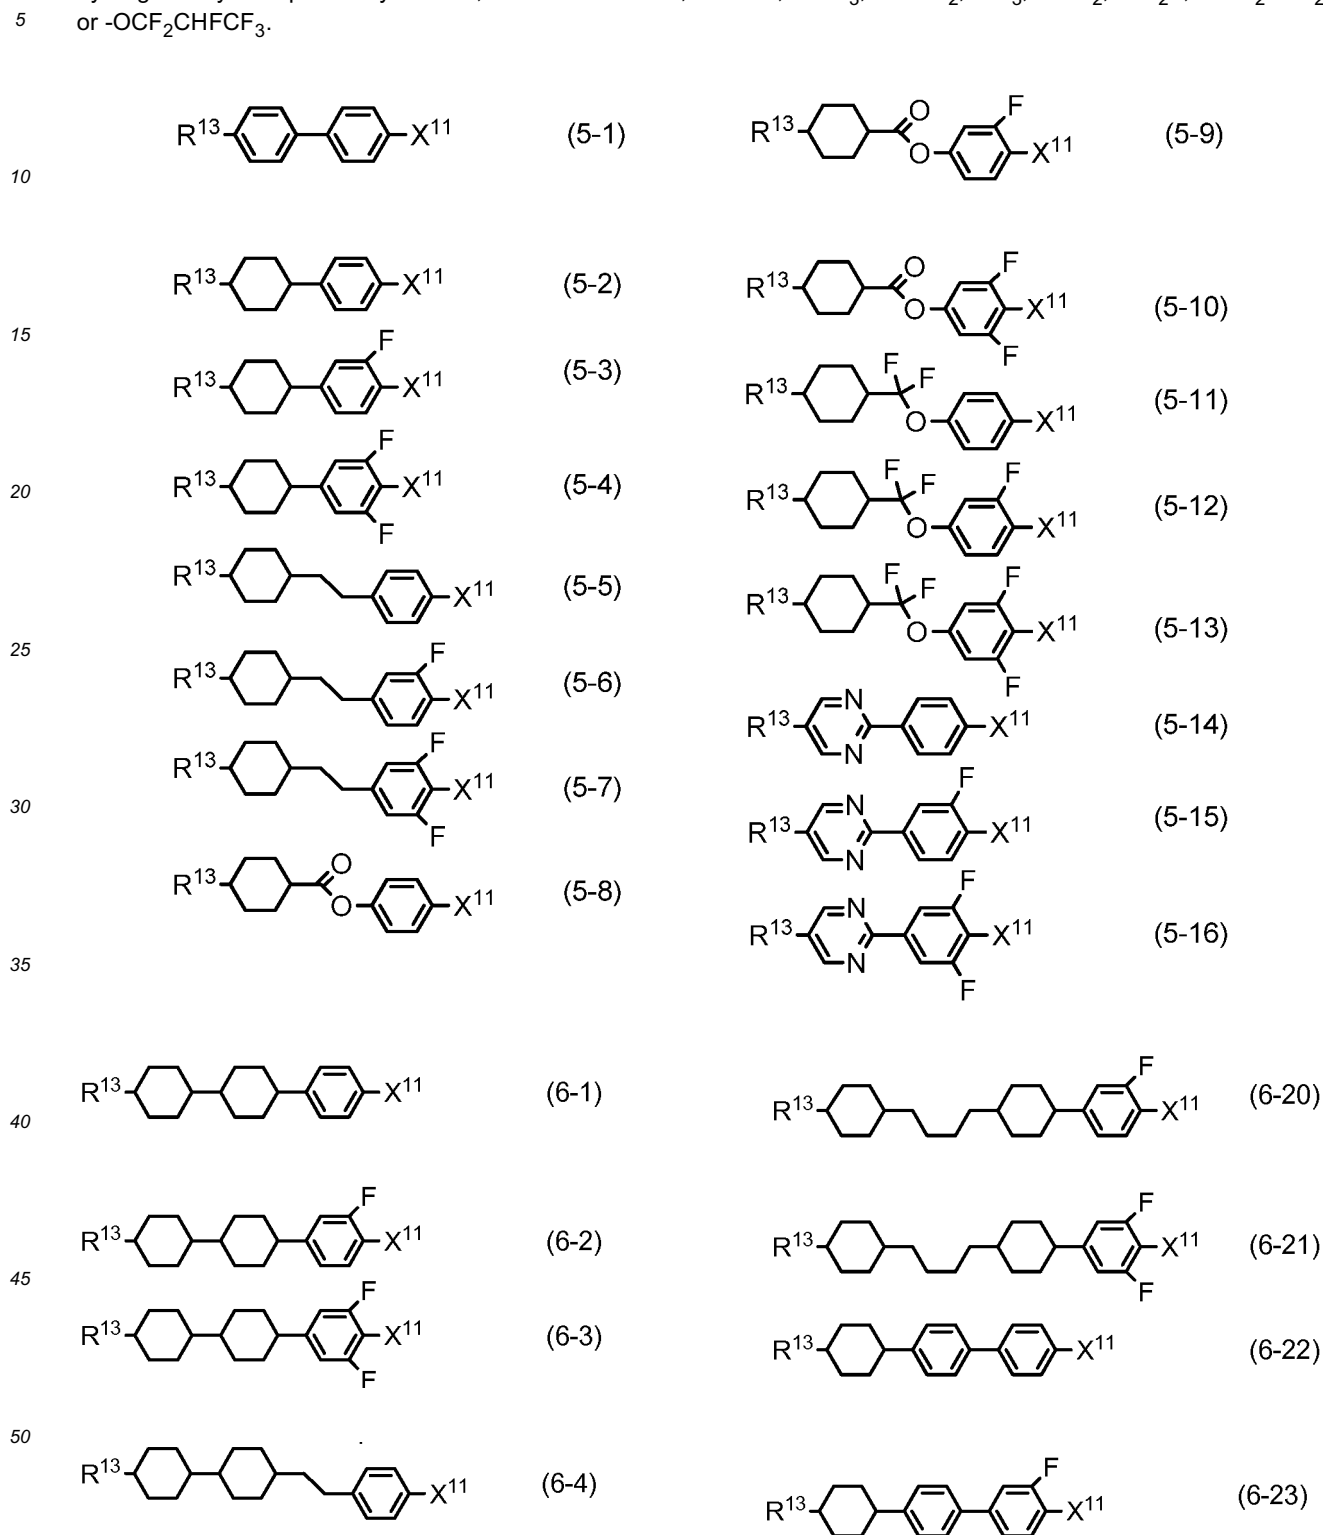 5
or -OCF₂CHFCF₃.
R¹³ X¹¹ (5-1)
10
R¹³ X¹¹ (5-2)
15
F
R¹³ X¹¹ (5-3)
F
R¹³ X¹¹ (5-4)
F
20
R¹³ X¹¹ (5-5)
25
F
R¹³ X¹¹ (5-6)
F
R¹³ X¹¹ (5-7)
F
30
O
R¹³ O X¹¹ (5-8)
35
O F
R¹³ O X¹¹ (5-9)
O F
R¹³ O X¹¹ (5-10)
F
F F
R¹³ O X¹¹ (5-11)
F F F
R¹³ O X¹¹ (5-12)
F F F
R¹³ O X¹¹ (5-13)
F
N
R¹³ X¹¹ (5-14)
N
N F
R¹³ X¹¹ (5-15)
N
N F
R¹³ X¹¹ (5-16)
N F
R¹³ X¹¹ (6-1)
40
F
R¹³ X¹¹ (6-2)
45
F
R¹³ X¹¹ (6-3)
F
50
R¹³ X¹¹ (6-4)
F
R¹³ X¹¹ (6-20)
F
R¹³ X¹¹ (6-21)
F
R¹³ X¹¹ (6-22)
F
R¹³ X¹¹ (6-23)